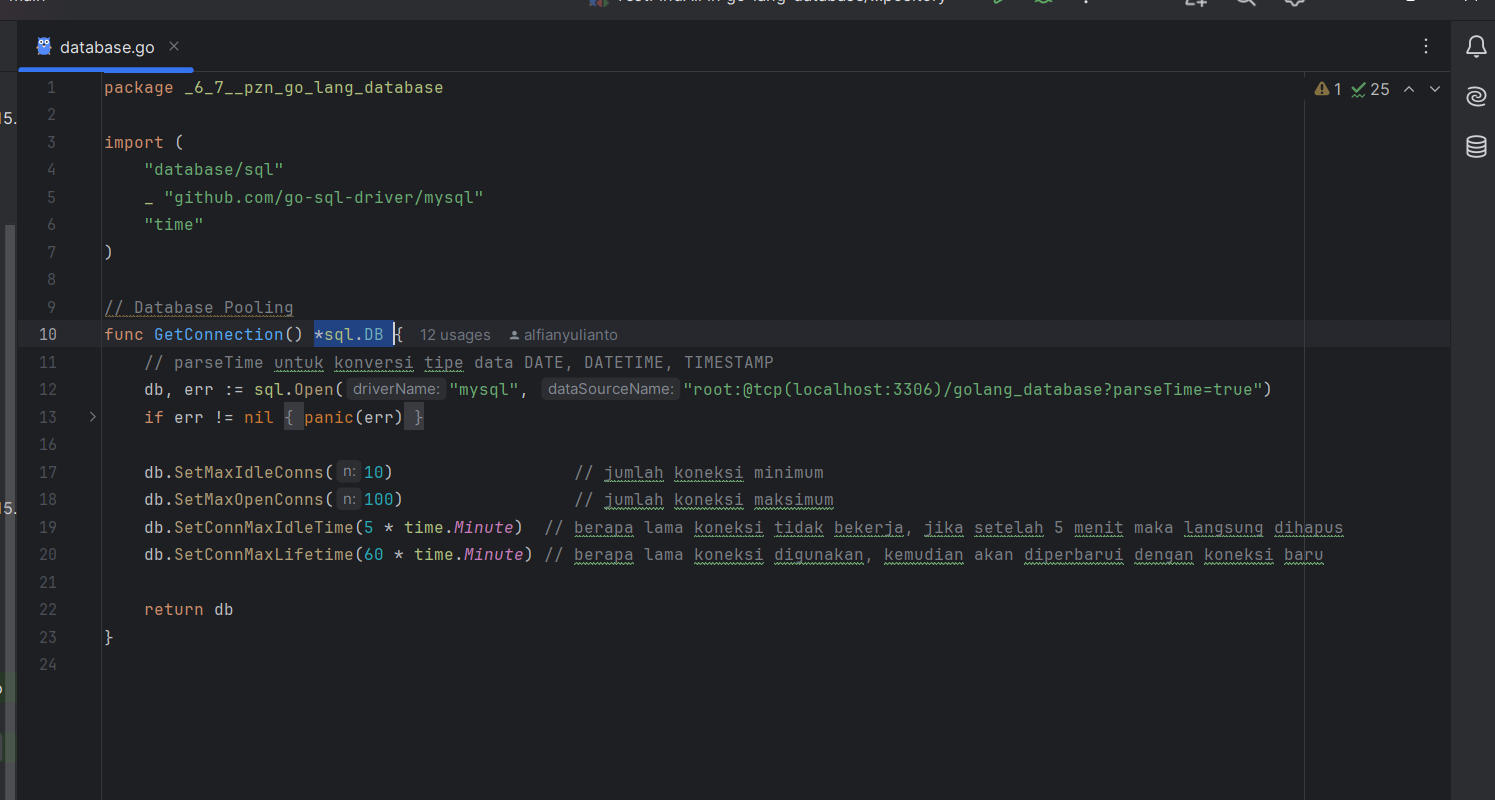 database.go
1 package _6_7__pzn_go_lang_database
1 25
2
3 import (
4 "database/sql"
5 _ "github.com/go-sql-driver/mysql"
6 "time"
7 )
8
9 // Database Pooling
10 func GetConnection() *sql.DB { 12 usages alfianyulianto
11 // parseTime untuk konversi tipe data DATE, DATETIME, TIMESTAMP
12 db, err := sql.Open( driverName: "mysql", dataSourceName: "root:@tcp(localhost:3306)/golang_database?parseTime=true")
13 if err != nil { panic(err) }
16
17 db.SetMaxIdleConns( n: 10) // jumlah koneksi minimum
18 db.SetMaxOpenConns( n: 100) // jumlah koneksi maksimum
19 db.SetConnMaxIdleTime(5 * time.Minute) // berapa lama koneksi tidak bekerja, jika setelah 5 menit maka langsung dihapus
20 db.SetConnMaxLifetime(60 * time.Minute) // berapa lama koneksi digunakan, kemudian akan diperbarui dengan koneksi baru
21
22 return db
23 }
24